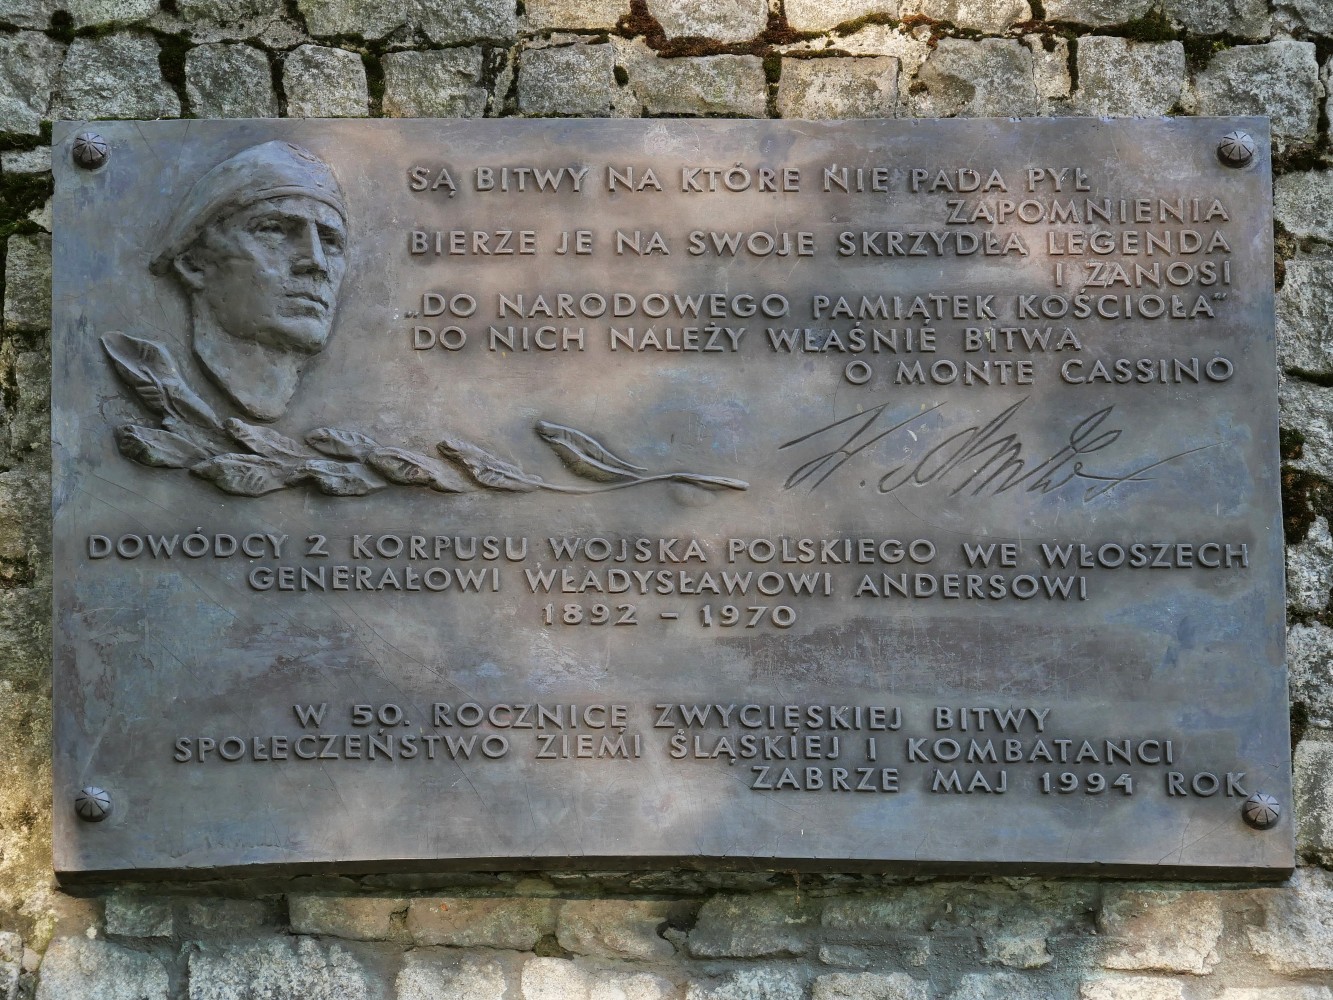 SĄ BITWY NA KTÓRE NIE PADA PYŁ
ZAPOMNIENIA
BIERZE JE NA SWOJE SKRZYDŁA LEGENDA
I ZANOSI
„DO NARODOWEGO PAMIĄTEK KOŚCIOŁA"
DO NICH NALEŻY WŁAŚNIE BITWA
O MONTE CASSINO
DOWÓDCY 2 KORPUSU WOJSKA POLSKIEGO WE WŁOSZECH
GENERAŁOWI WŁADYSŁAWOWI ANDERSOWI
1892 - 1970
W 50. ROCZNICĘ ZWYCIĘSKIEJ BITWY
SPOŁECZEŃSTWO ZIEMI ŚLĄSKIEJ I KOMBATANCI
ZABRZE MAJ 1994 ROK